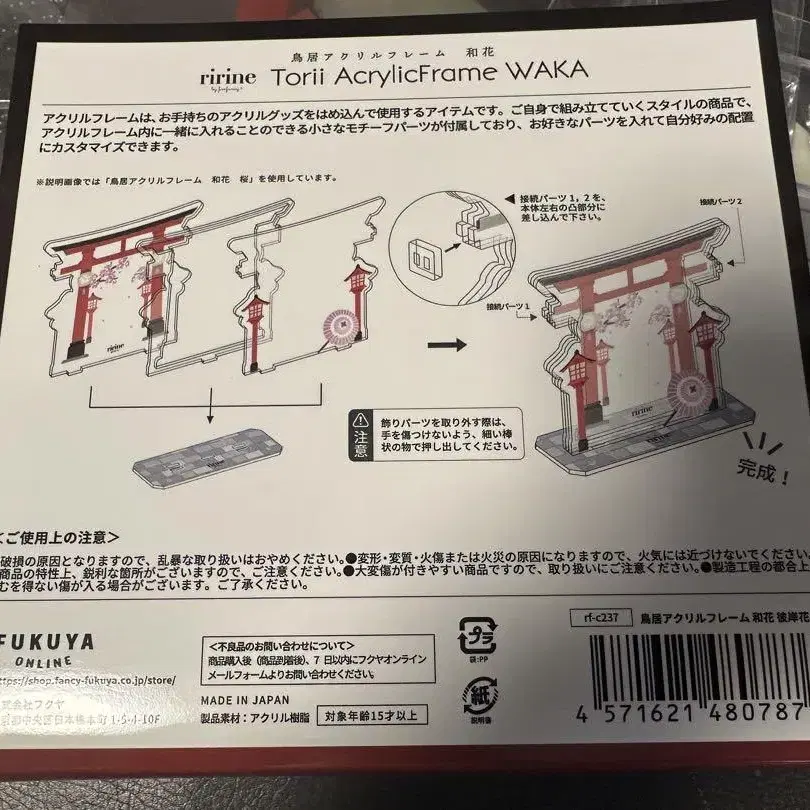 鳥居アクリルフレーム 和花
ririne Torii AcrylicFrame WAKA
アクリルフレームは、お手持ちのアクリルグッズをはめ込んで使用するアイテムです。ご自身で組み立てていくスタイルの商品で、
アクリルフレーム内に一緒に入れることのできる小さなモチーフパーツが付属しており、お好きなパーツを入れて自分好みの配置
にカスタマイズできます。
※説明画像では「鳥居アクリルフレーム 和花 桜」を使用しています。
◀接続パーツ1, 2を、
本体左右の凸部分に
差し込んで下さい。
接続パーツ2
接続パーツ1
ririne
ririne
ririne
注意
飾りパーツを取り外す際は、
手を傷つけないよう、細い棒
状の物で押し出してください。
完成！
ご使用上の注意＞
破損の原因となりますので、乱暴な取り扱いはおやめください。●変形・変質・火傷または火災の原因になりますので、火気には近づけないでください。
商品の特性上、鋭利な箇所がございますので、ご注意ください。●大変傷が付きやすい商品ですので、取り扱いにご注意ください。●製造工程の都合上
むを得ない傷が入る場合がございます。ご了承ください。
FUKUYA
ONLINE
https://shop.fancy-fukuya.co.jp/store/
式会社フクヤ
京都中央区日本橋本町 1-5-4-10F
＜不良品のお問い合わせについて＞
商品購入後（商品到着後）、7日以内にフクヤオンライン
メールフォームよりお問い合わせください。
MADE IN JAPAN
製品素材：アクリル樹脂 対象年齢15才以上
プラ
袋:PP
紙
説明書
rf-c237 鳥居アクリルフレーム 和花 彼岸花
4 571621 480787